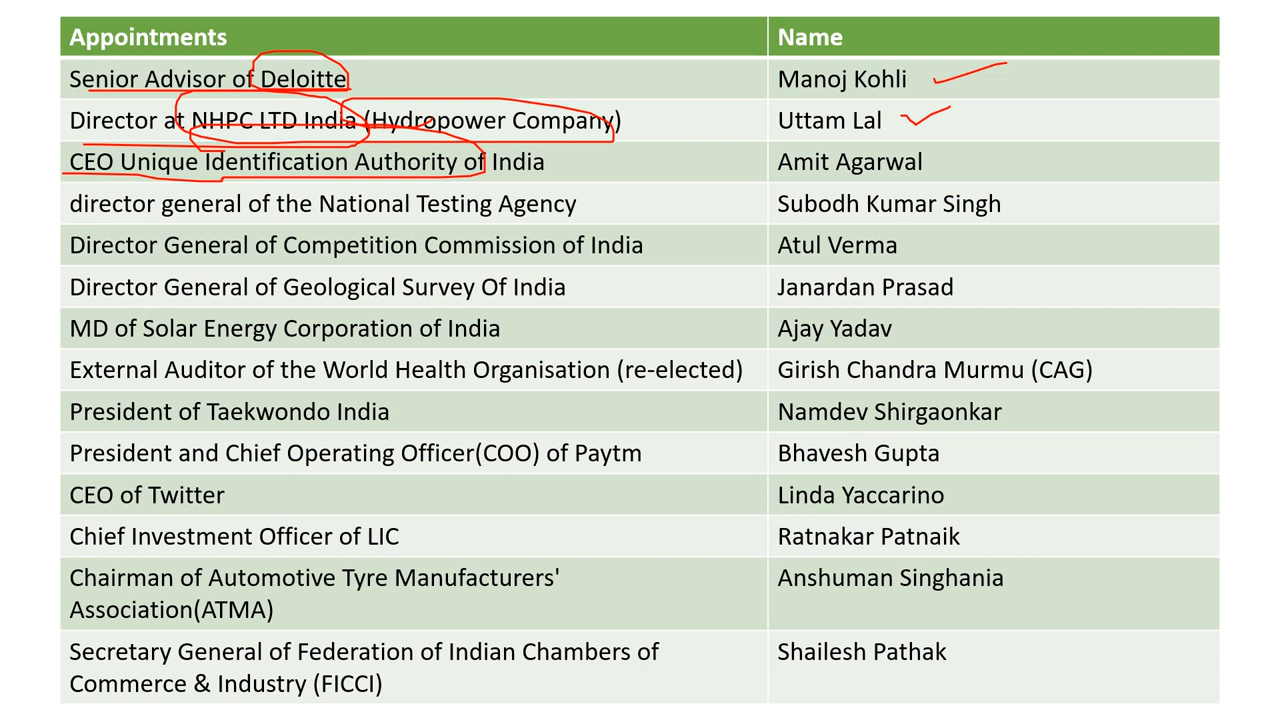 Appointments Name
Senior Advisor of Deloitte Manoj Kohli
Director at NHPC LTD India (Hydropower Company) Uttam Lal
CEO Unique Identification Authority of India Amit Agarwal
director general of the National Testing Agency Subodh Kumar Singh
Director General of Competition Commission of India Atul Verma
Director General of Geological Survey Of India Janardan Prasad
MD of Solar Energy Corporation of India Ajay Yadav
External Auditor of the World Health Organisation (re-elected) Girish Chandra Murmu (CAG)
President of Taekwondo India Namdev Shirgaonkar
President and Chief Operating Officer(COO) of Paytm Bhavesh Gupta
CEO of Twitter Linda Yaccarino
Chief Investment Officer of LIC Ratnakar Patnaik
Chairman of Automotive Tyre Manufacturers' Anshuman Singhania
Association(ATMA)
Secretary General of Federation of Indian Chambers of Shailesh Pathak
Commerce & Industry (FICCI)